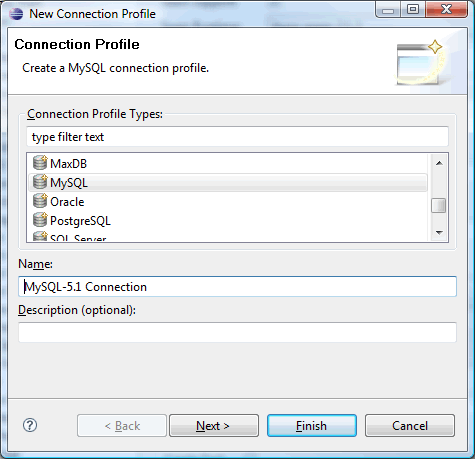 New Connection Profile
Connection Profile
Create a MySQL connection profile.
Connection Profile Types:
type filter text
MaxDB
MySQL
Oracle
PostgreSQL
SQL Server
Name:
MySQL-5.1 Connection
Description (optional):
? < Back Next > Finish Cancel